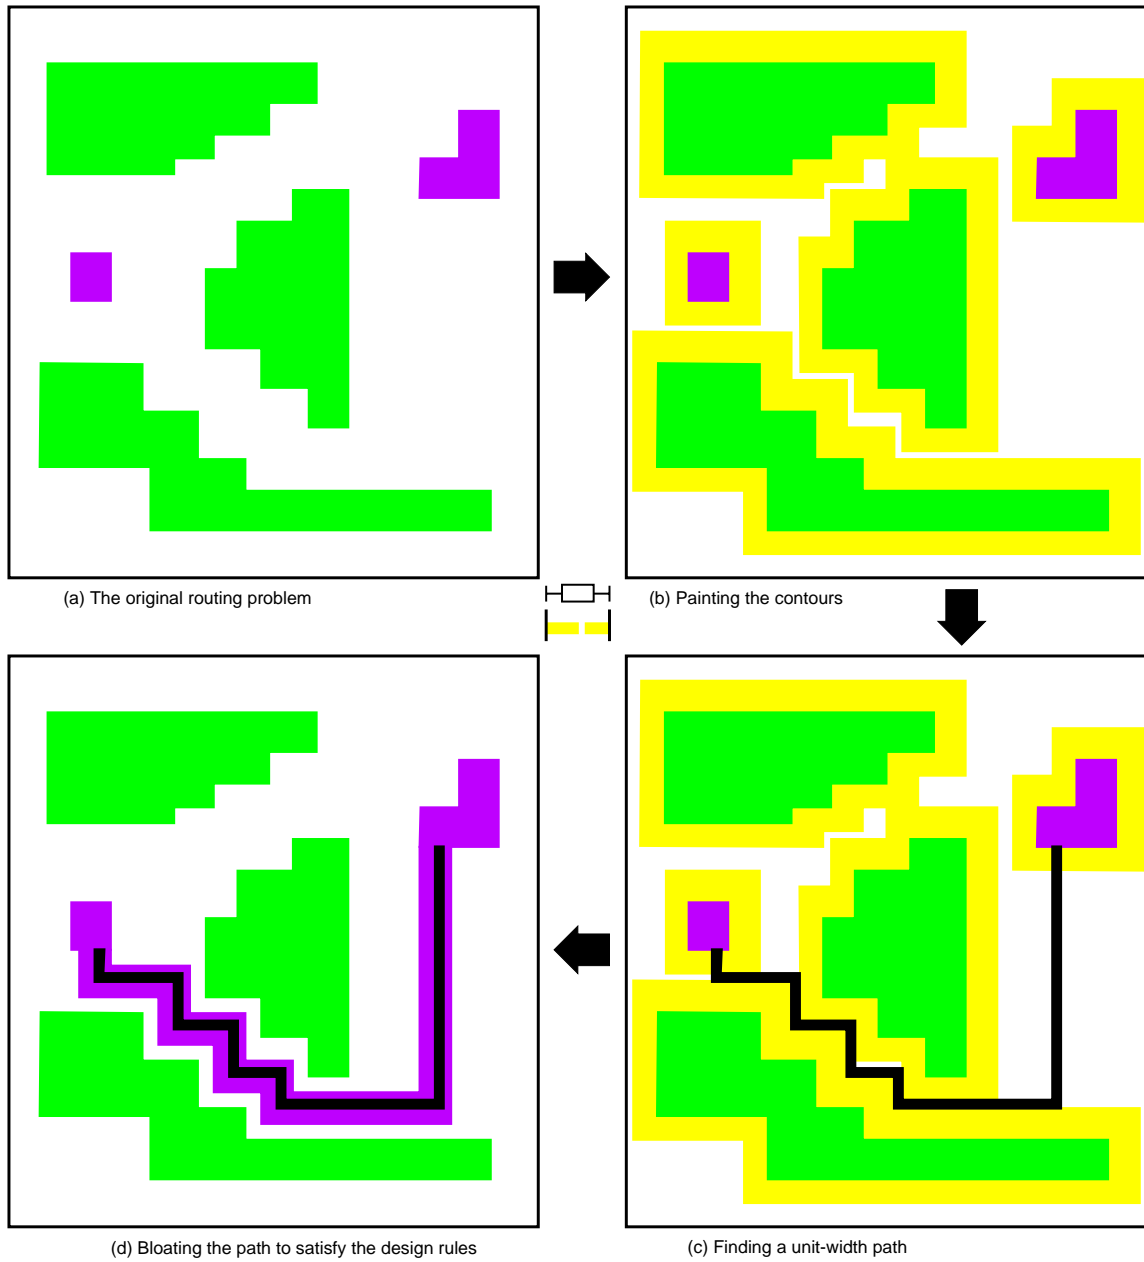 (a) The original routing problem
(b) Painting the contours
(d) Bloating the path to satisfy the design rules
(c) Finding a unit-width path